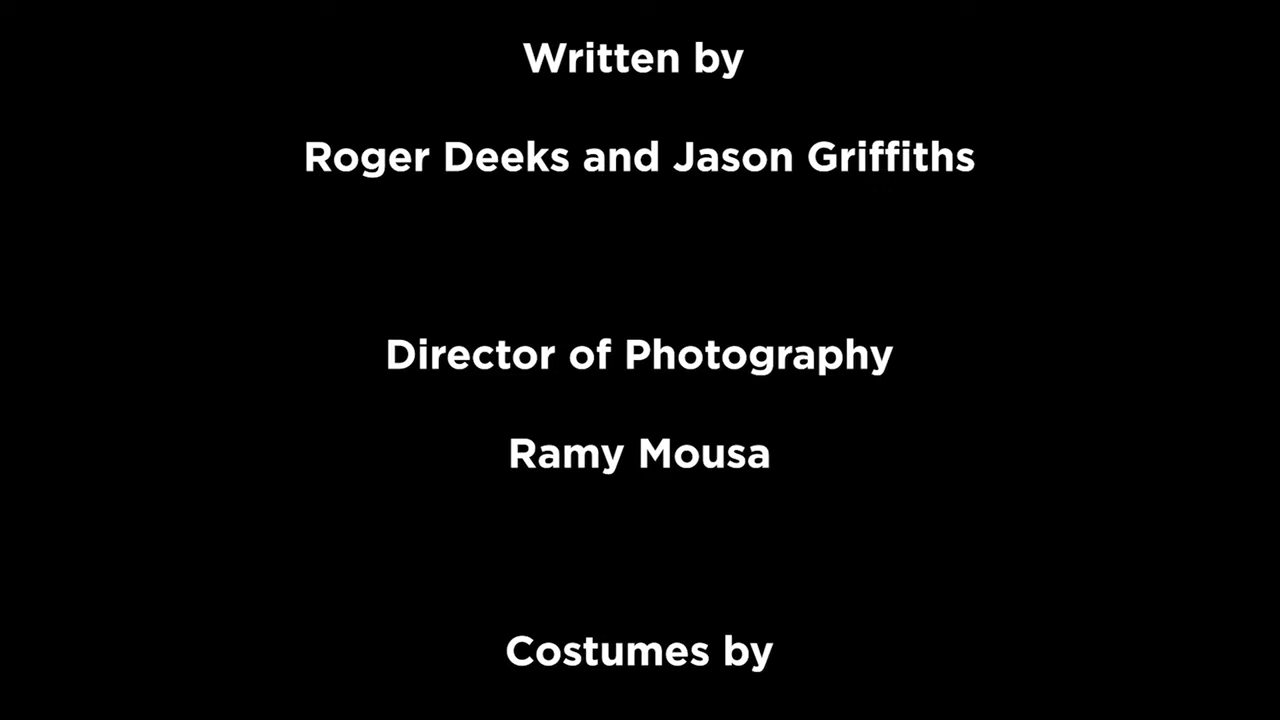 Written by
Roger Deeks and Jason Griffiths
Director of Photography
Ramy Mousa
Costumes by